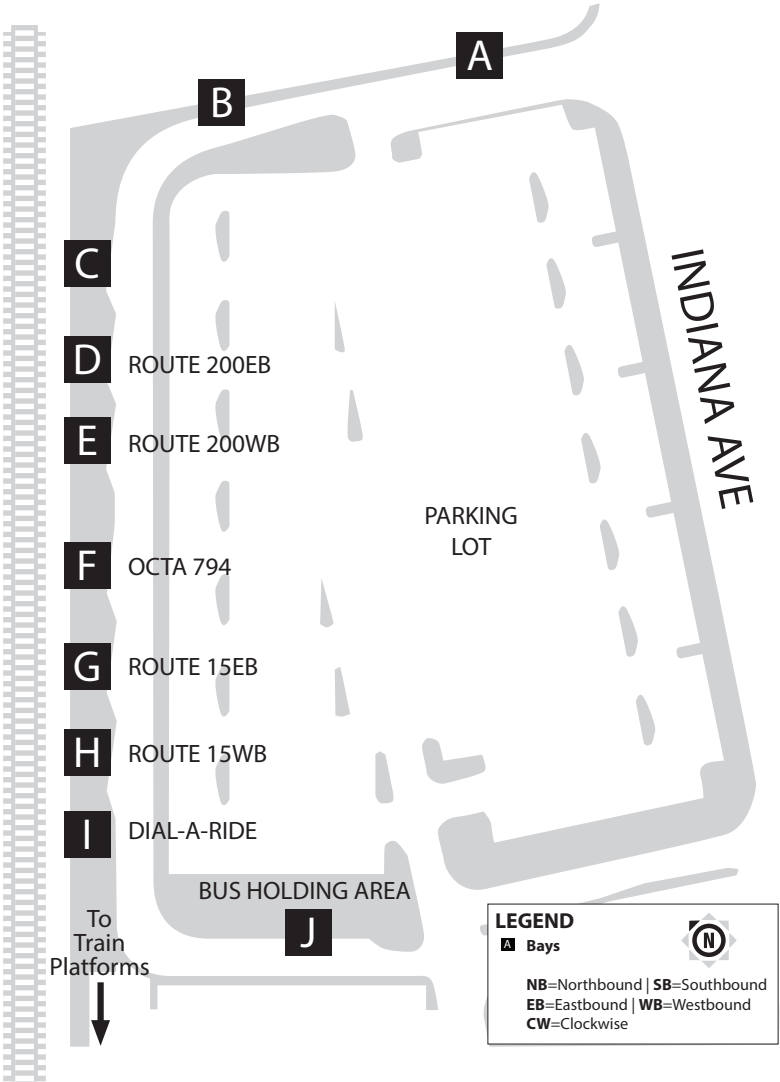 A
B
C
D ROUTE 200EB
E ROUTE 200WB
F OCTA 794
G ROUTE 15EB
H ROUTE 15WB
I DIAL-A-RIDE
INDIANA AVE
PARKING
LOT
BUS HOLDING AREA
J
To
Train
Platforms
LEGEND
A Bays
N
NB=Northbound | SB=Southbound
EB=Eastbound | WB=Westbound
CW=Clockwise